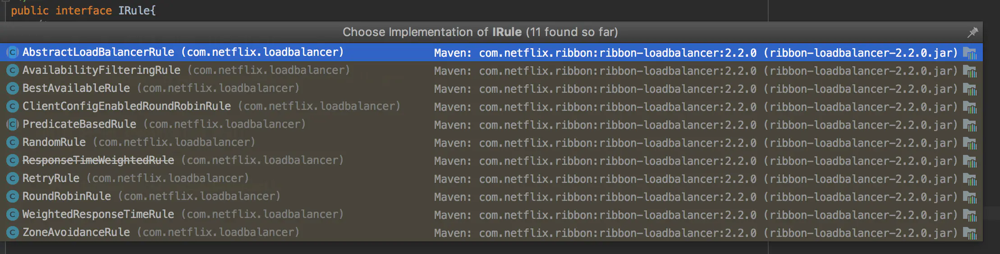 public interface IRule{
Choose Implementation of IRule (11 found so far)
AbstractLoadBalancerRule (com.netflix.loadbalancer) Maven: com.netflix.ribbon:ribbon-loadbalancer:2.2.0 (ribbon-loadbalancer-2.2.0.jar)
AvailabilityFilteringRule (com.netflix.loadbalancer) Maven: com.netflix.ribbon:ribbon-loadbalancer:2.2.0 (ribbon-loadbalancer-2.2.0.jar)
BestAvailableRule (com.netflix.loadbalancer) Maven: com.netflix.ribbon:ribbon-loadbalancer:2.2.0 (ribbon-loadbalancer-2.2.0.jar)
ClientConfigEnabledRoundRobinRule (com.netflix.loadbalancer) Maven: com.netflix.ribbon:ribbon-loadbalancer:2.2.0 (ribbon-loadbalancer-2.2.0.jar)
PredicateBasedRule (com.netflix.loadbalancer) Maven: com.netflix.ribbon:ribbon-loadbalancer:2.2.0 (ribbon-loadbalancer-2.2.0.jar)
RandomRule (com.netflix.loadbalancer) Maven: com.netflix.ribbon:ribbon-loadbalancer:2.2.0 (ribbon-loadbalancer-2.2.0.jar)
ResponseTimeWeightedRule (com.netflix.loadbalancer) Maven: com.netflix.ribbon:ribbon-loadbalancer:2.2.0 (ribbon-loadbalancer-2.2.0.jar)
RetryRule (com.netflix.loadbalancer) Maven: com.netflix.ribbon:ribbon-loadbalancer:2.2.0 (ribbon-loadbalancer-2.2.0.jar)
RoundRobinRule (com.netflix.loadbalancer) Maven: com.netflix.ribbon:ribbon-loadbalancer:2.2.0 (ribbon-loadbalancer-2.2.0.jar)
WeightedResponseTimeRule (com.netflix.loadbalancer) Maven: com.netflix.ribbon:ribbon-loadbalancer:2.2.0 (ribbon-loadbalancer-2.2.0.jar)
ZoneAvoidanceRule (com.netflix.loadbalancer) Maven: com.netflix.ribbon:ribbon-loadbalancer:2.2.0 (ribbon-loadbalancer-2.2.0.jar)